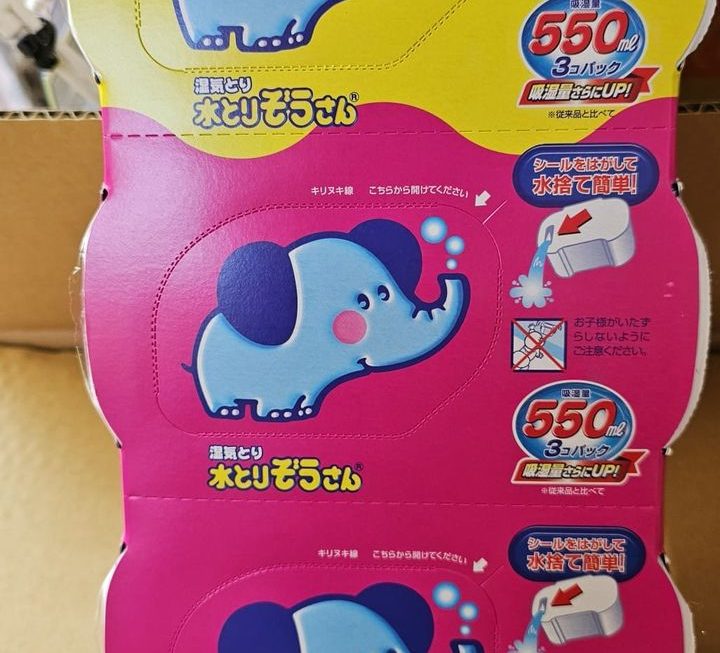 吸湿量
550ml
3コパック
吸湿量さらにUP!
※従来品と比べて
湿気とり
水とりぞうさん®
シールをはがして
水捨て簡単!
キリヌキ線 こちらから開けてください
お子様がいたず
らしないように
ご注意ください。
吸湿量
550ml
3コパック
吸湿量さらにUP!
※従来品と比べて
湿気とり
水とりぞうさん®
シールをはがして
水捨て簡単!
キリヌキ線 こちらから開けてください